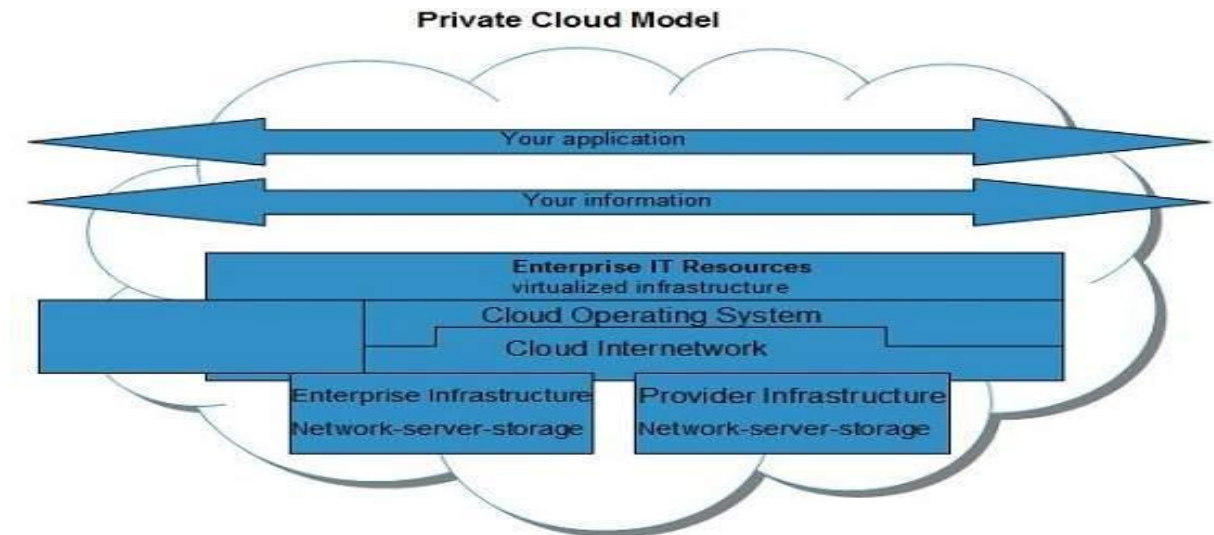 Private Cloud Model
Your application
Your information
Enterprise IT Resources
virtualized infrastructure
Cloud Operating System
Cloud Internetwork
Enterprise Infrastructure
Network-server-storage
Provider Infrastructure
Network-server-storage